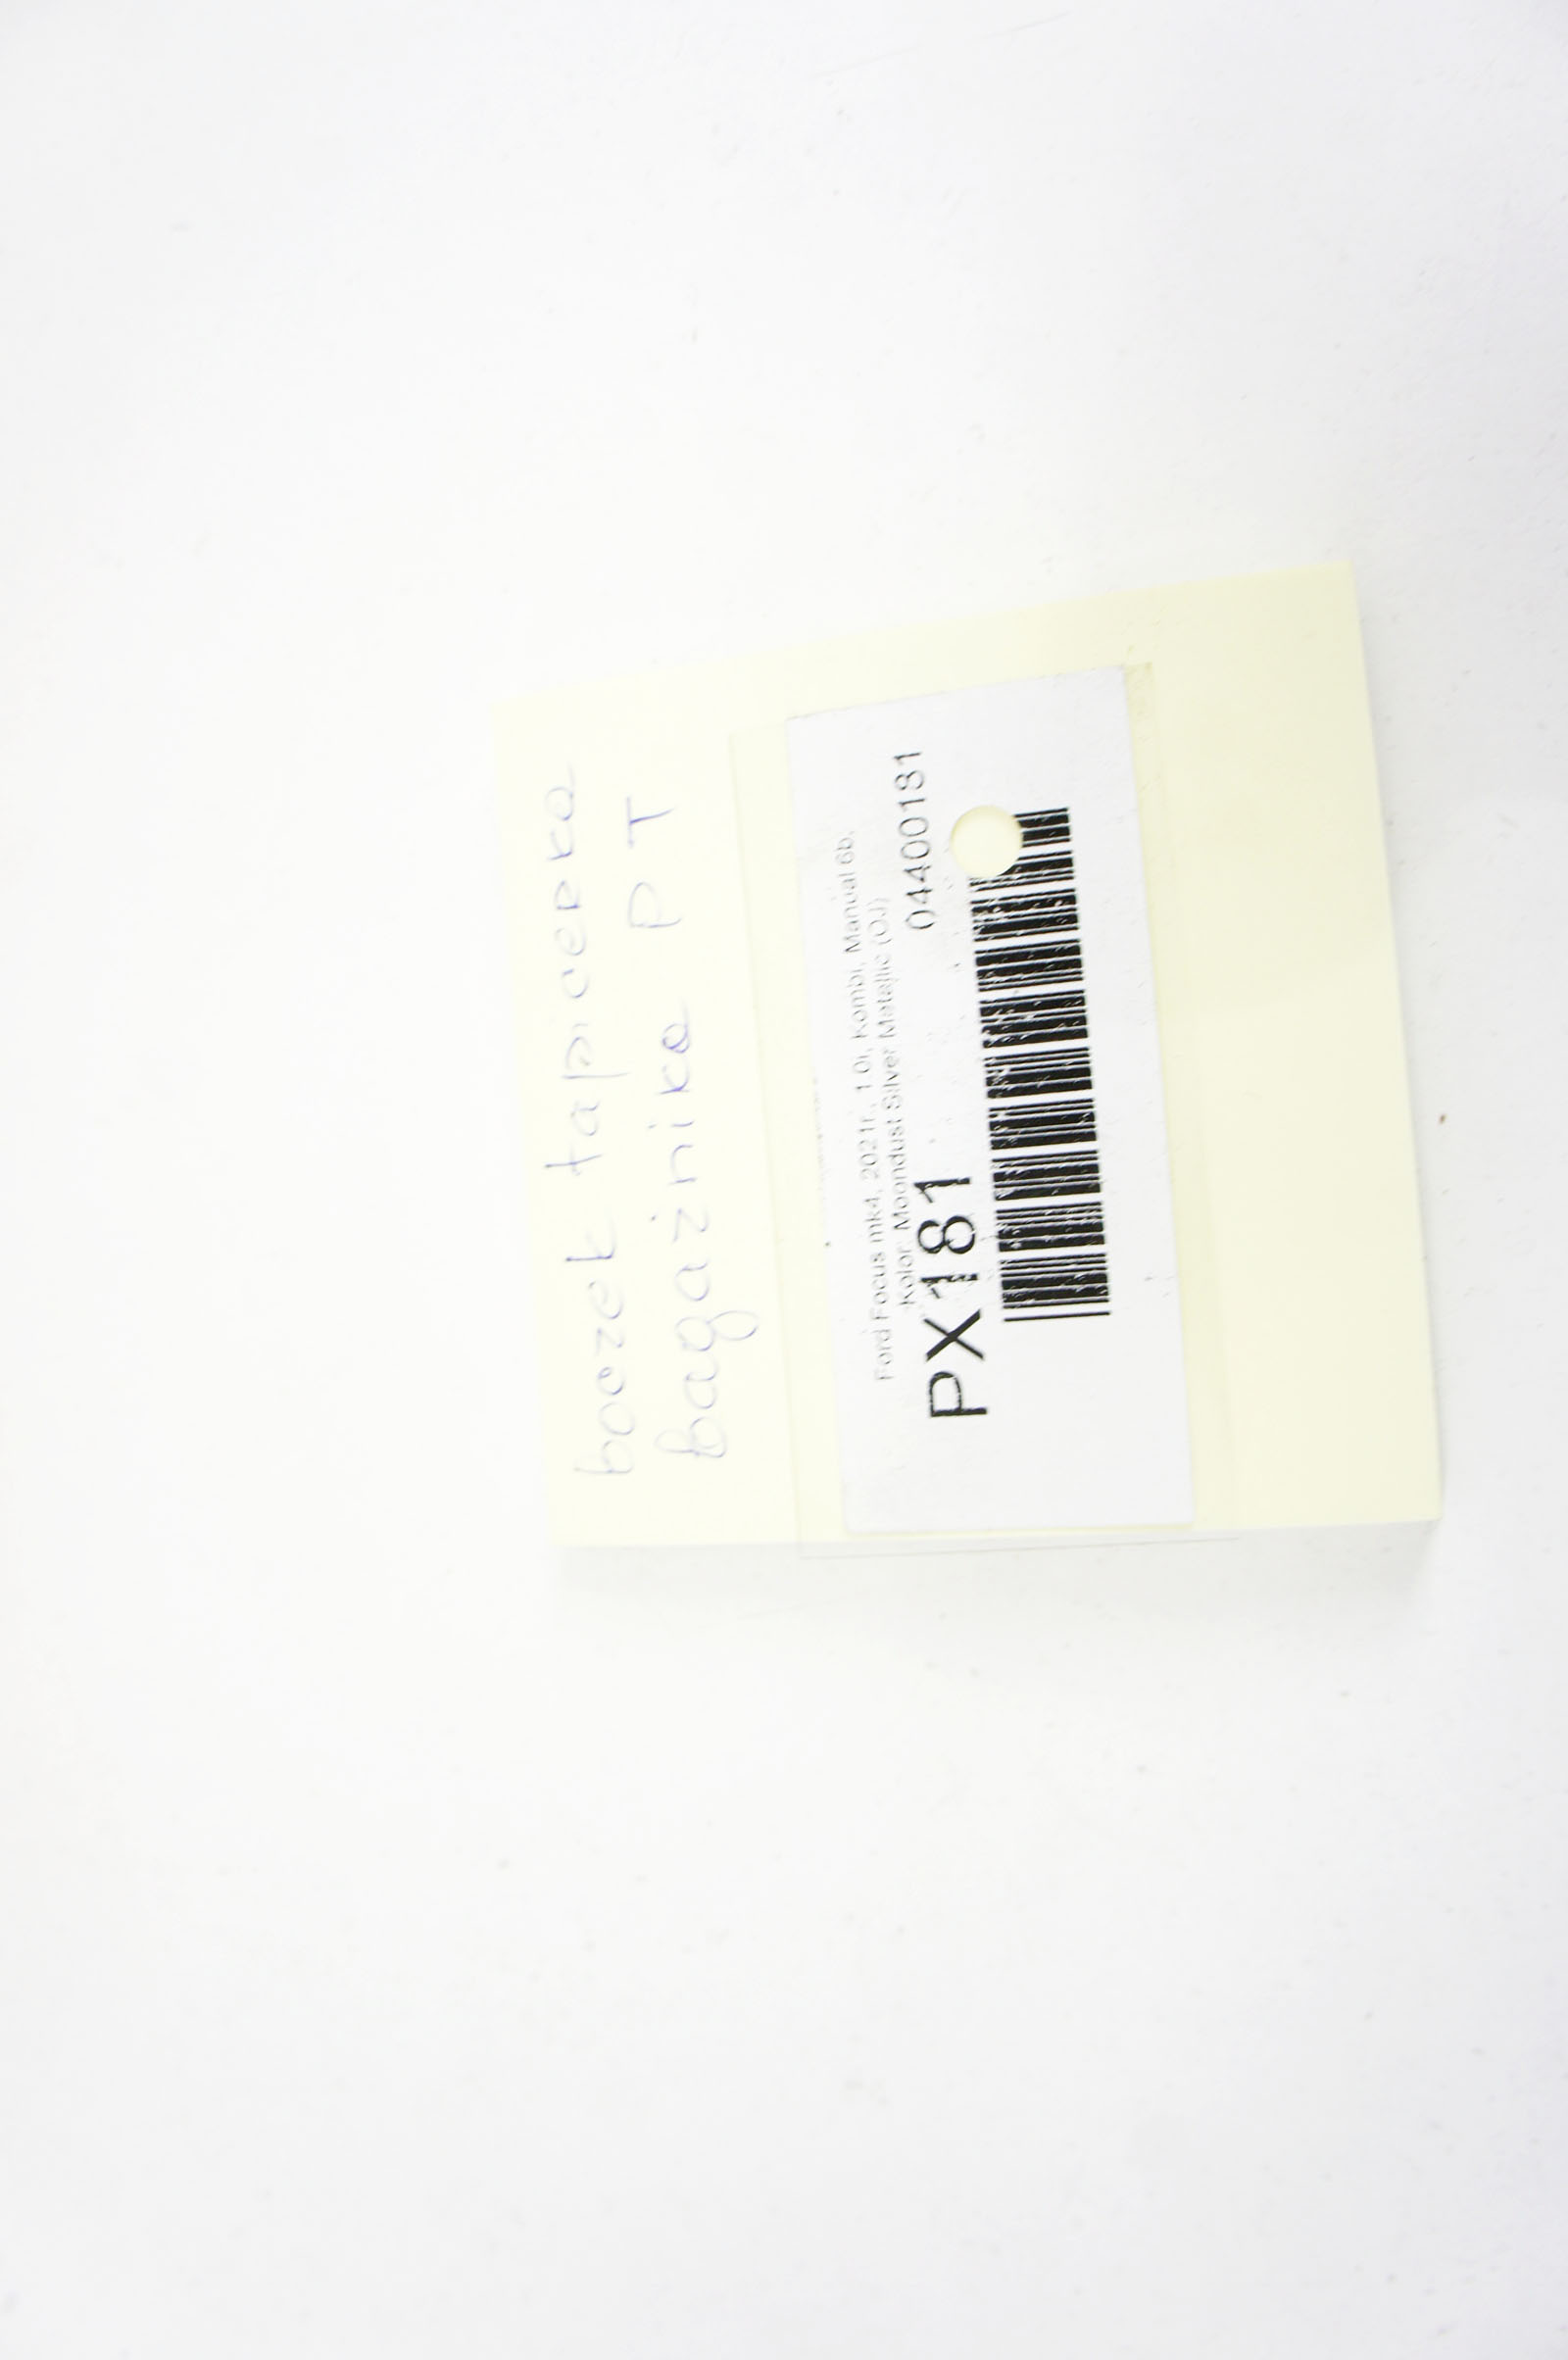 boczek tapicerka
bagaznika PT
Ford Focus mk4, 2021r., 1.0i, Kombi, Manual 6b,
Kolor: Moondust Silver Metallic (OJ)
PX181 04400181